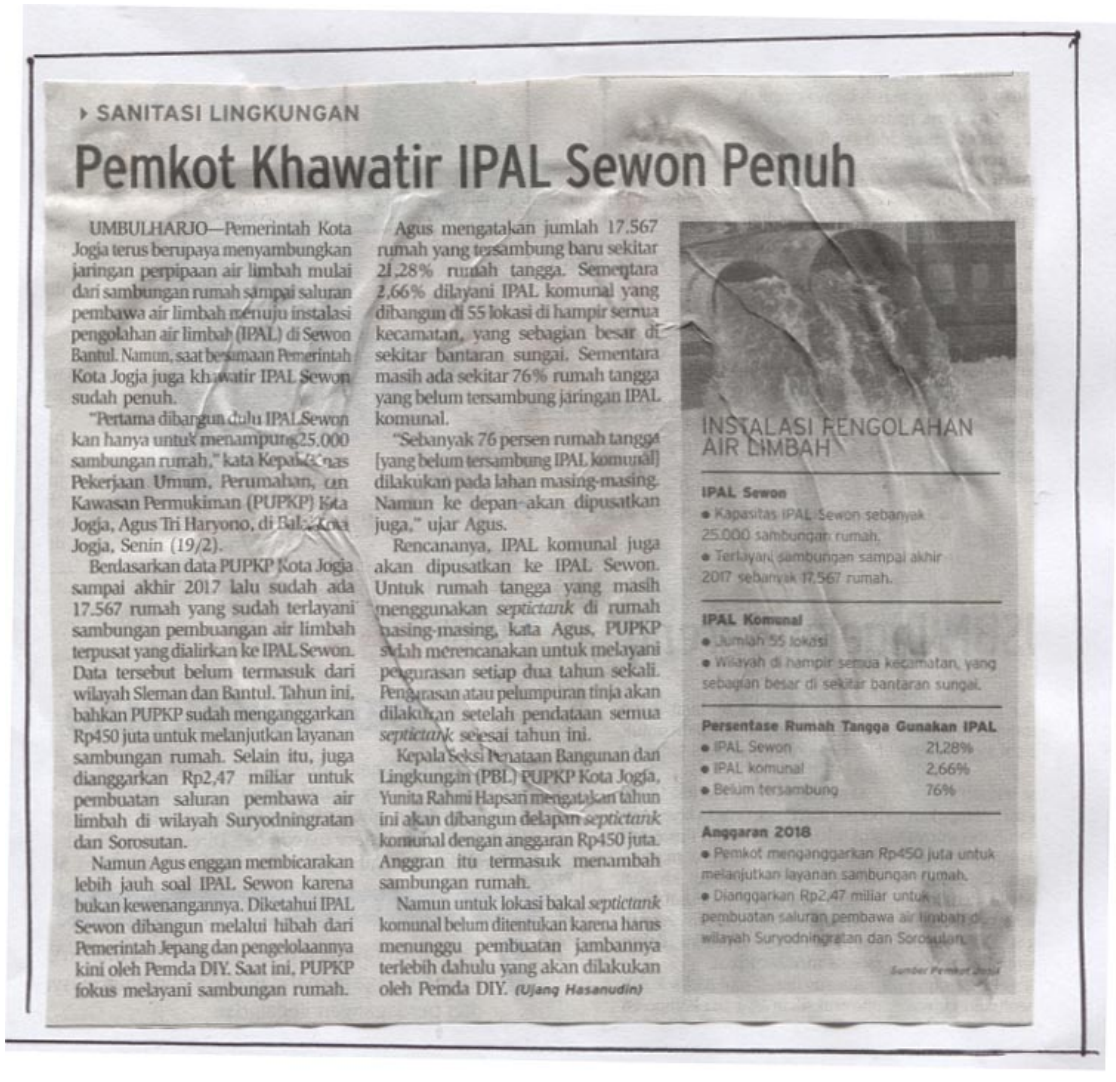 SANITASI LINGKUNGAN
Pemkot Khawatir IPAL Sewon Penuh
UMBULHARJO—Pemerintah Kota
Jogja terus berupaya menyambungkan
jaringan perpipaan air limbah mulai
dari sambungan rumah sampai saluran
pembawa air limbah menuju instalasi
pengolahan air limbah (IPAL) di Sewon
Bantul. Namun, saat bersamaan Pemerintah
Kota Jogja juga khawatir IPAL Sewon
sudah penuh.
"Pertama dibangun dulu IPAL Sewon
kan hanya untuk menampung 25.000
sambungan rumah," kata Kepala Dinas
Pekerjaan Umum, Perumahan, dan
Kawasan Permukiman (PUPKP) Kota
Jogja, Agus Tri Haryono, di Balai Kota
Jogja, Senin (19/2).
Berdasarkan data PUPKP Kota Jogja
sampai akhir 2017 lalu sudah ada
17.567 rumah yang sudah terlayani
sambungan pembuangan air limbah
terpusat yang dialirkan ke IPAL Sewon.
Data tersebut belum termasuk dari
wilayah Sleman dan Bantul. Tahun ini,
bahkan PUPKP sudah menganggarkan
Rp450 juta untuk melanjutkan layanan
sambungan rumah. Selain itu, juga
dianggarkan Rp2,47 miliar untuk
pembuatan saluran pembawa air
limbah di wilayah Suryodningratan
dan Sorosutan.
Namun Agus enggan membicarakan
lebih jauh soal IPAL Sewon karena
bukan kewenangannya. Diketahui IPAL
Sewon dibangun melalui hibah dari
Pemerintah Jepang dan pengelolaannya
kini oleh Pemda DIY. Saat ini, PUPKP
fokus melayani sambungan rumah.
Agus mengatakan jumlah 17.567
rumah yang tersambung baru sekitar
21,28% rumah tangga. Sementara
2,66% dilayani IPAL komunal yang
dibangun di 55 lokasi di hampir semua
kecamatan, yang sebagian besar di
sekitar bantaran sungai. Sementara
masih ada sekitar 76% rumah tangga
yang belum tersambung jaringan IPAL
komunal.
"Sebanyak 76 persen rumah tangga
[yang belum tersambung IPAL komunal]
dilakukan pada lahan masing-masing.
Namun ke depan akan dipusatkan
juga," ujar Agus.
Rencananya, IPAL komunal juga
akan dipusatkan ke IPAL Sewon.
Untuk rumah tangga yang masih
menggunakan septictank di rumah
masing-masing, kata Agus, PUPKP
sudah merencanakan untuk melayani
pengurasan setiap dua tahun sekali.
Pengurasan atau pelumpuran tinja akan
dilakukan setelah pendataan semua
septictank selesai tahun ini.
Kepala Seksi Penataan Bangunan dan
Lingkungan (PBL) PUPKP Kota Jogja,
Yunita Rahmi Hapsari mengatakan tahun
ini akan dibangun delapan septictank
komunal dengan anggaran Rp450 juta.
Anggran itu termasuk menambah
sambungan rumah.
Namun untuk lokasi bakal septictank
komunal belum ditentukan karena harus
menunggu pembuatan jambannya
terlebih dahulu yang akan dilakukan
oleh Pemda DIY. (Ujang Hasanudin)
INSTALASI PENGOLAHAN
AIR LIMBAH
IPAL Sewon
• Kapasitas IPAL Sewon sebanyak
25.000 sambungan rumah.
• Terlayani sambungan sampai akhir
2017 sebanyak 17.567 rumah.
IPAL Komunal
• Jumlah 55 lokasi
• Wilayah di hampir semua kecamatan, yang
sebagian besar di sekitar bantaran sungai.
Persentase Rumah Tangga Gunakan IPAL
• IPAL Sewon 21,28%
• IPAL komunal 2,66%
• Belum tersambung 76%
Anggaran 2018
• Pemkot menganggarkan Rp450 juta untuk
melanjutkan layanan sambungan rumah.
• Dianggarkan Rp2,47 miliar untuk
pembuatan saluran pembawa air limbah di
wilayah Suryodningratan dan Sorosutan.
Sumber Pemkot Jogja